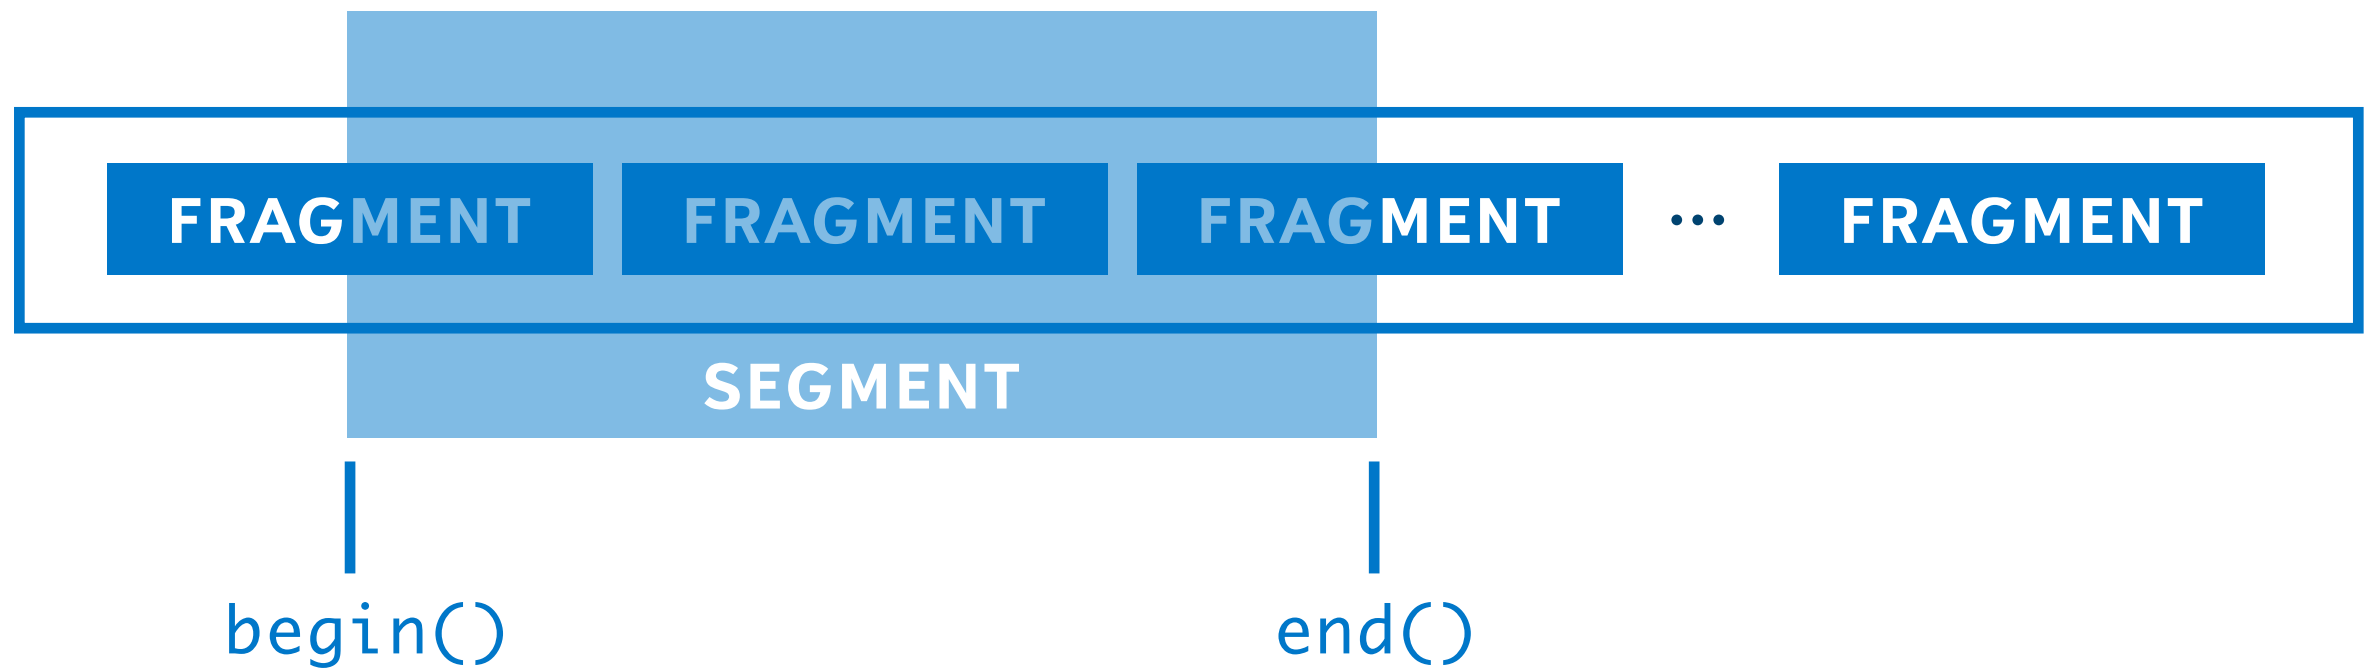 FRAGMENT FRAGMENT FRAGMENT ... FRAGMENT
SEGMENT
begin() end()